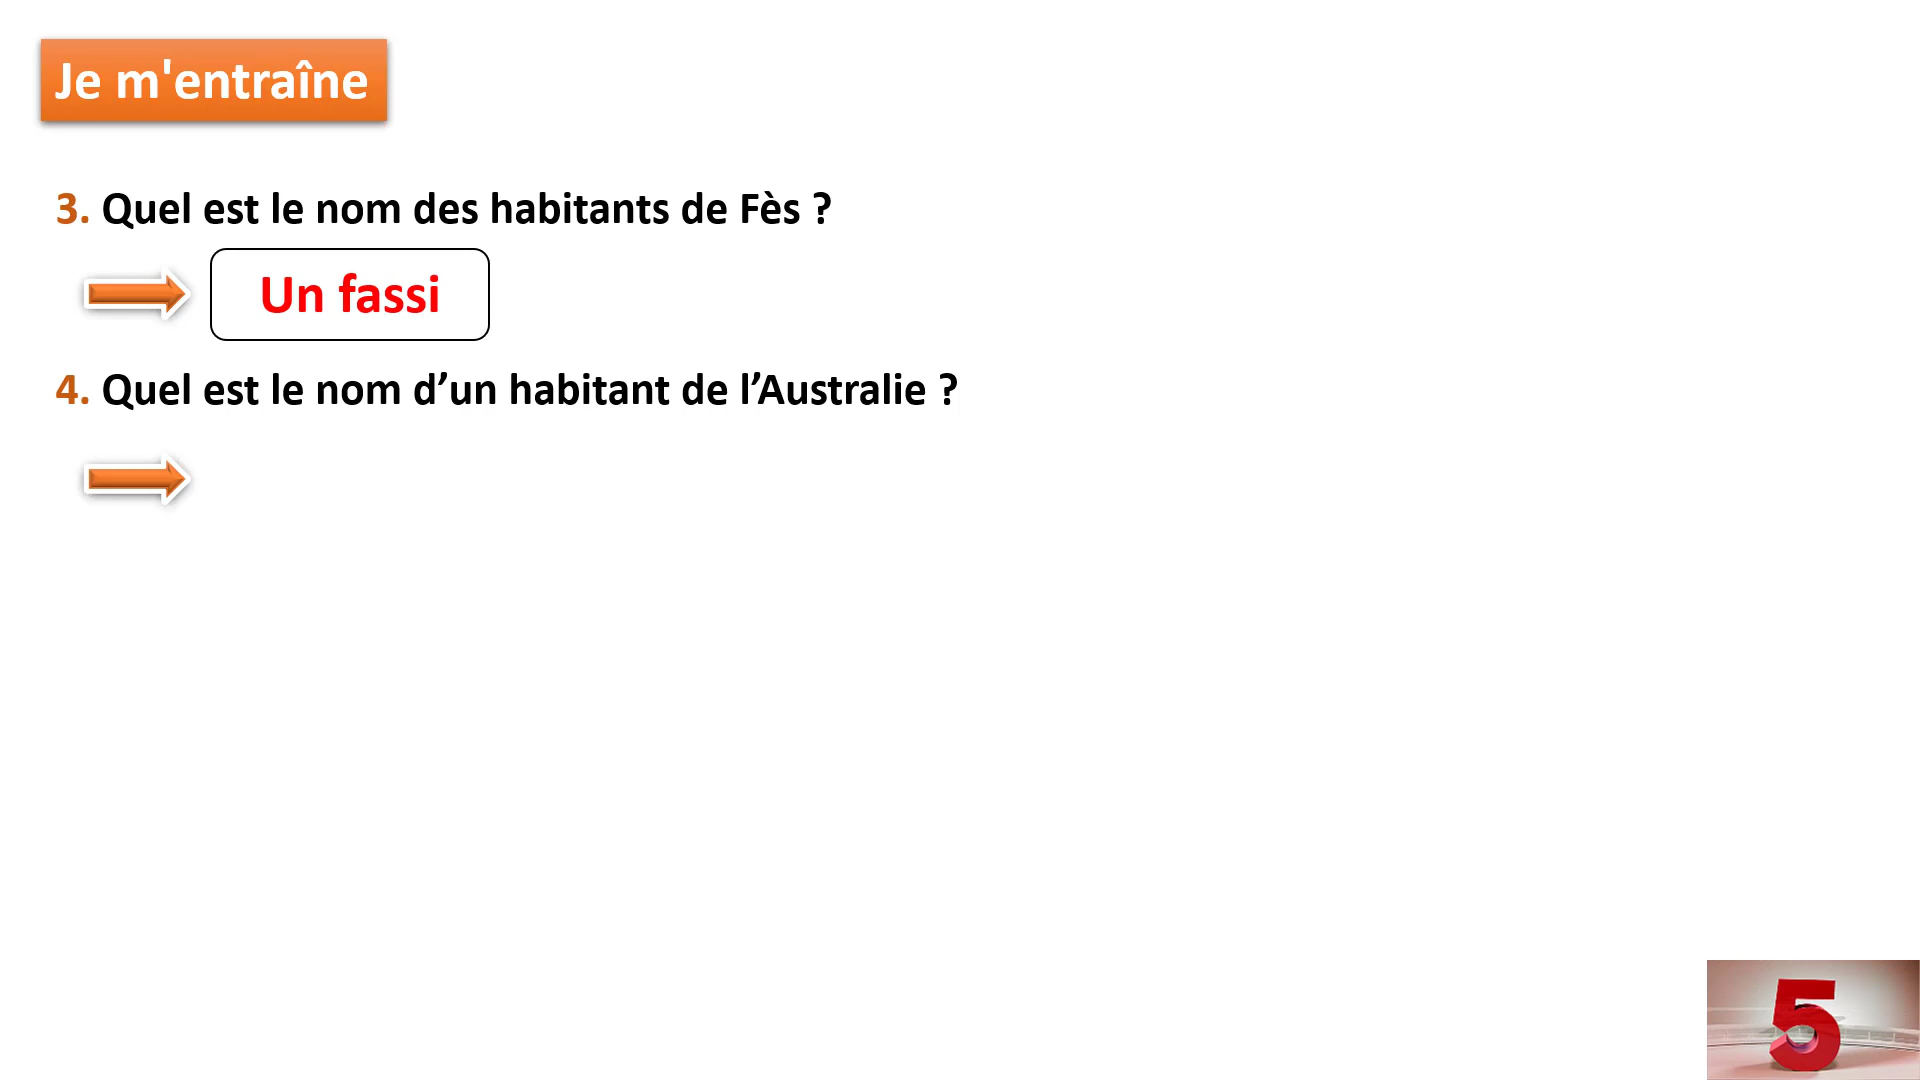 Je m'entraîne
3. Quel est le nom des habitants de Fès ?
Un fassi
4. Quel est le nom d’un habitant de l’Australie ?
5